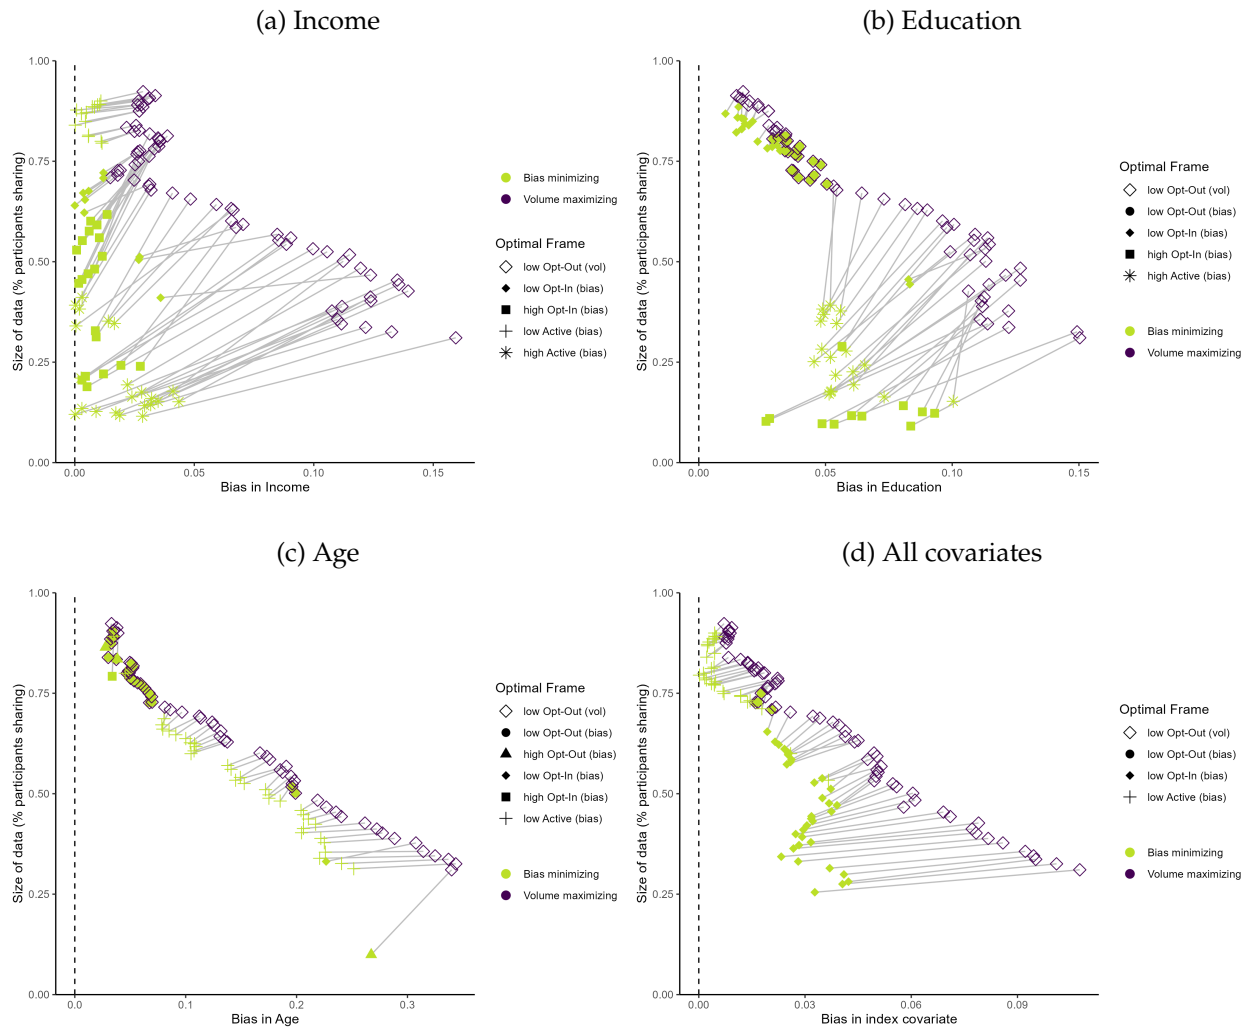 (a) Income
Size of data (% participants sharing)
1.00
0.75
0.50
0.25
0.00
0.00
0.05
0.10
0.15
Bias in Income
Bias minimizing
Volume maximizing
Optimal Frame
low Opt-Out (vol)
low Opt-In (bias)
high Opt-In (bias)
low Active (bias)
high Active (bias)
(b) Education
Size of data (% participants sharing)
1.00
0.75
0.50
0.25
0.00
0.00
0.05
0.10
0.15
Bias in Education
Optimal Frame
low Opt-Out (vol)
low Opt-Out (bias)
low Opt-In (bias)
high Opt-In (bias)
high Active (bias)
Bias minimizing
Volume maximizing
(c) Age
Size of data (% participants sharing)
1.00
0.75
0.50
0.25
0.00
0.0
0.1
0.2
0.3
Bias in Age
Optimal Frame
low Opt-Out (vol)
low Opt-Out (bias)
high Opt-Out (bias)
low Opt-In (bias)
high Opt-In (bias)
low Active (bias)
Bias minimizing
Volume maximizing
(d) All covariates
Size of data (% participants sharing)
1.00
0.75
0.50
0.25
0.00
0.00
0.03
0.06
0.09
Bias in index covariate
Optimal Frame
low Opt-Out (vol)
low Opt-Out (bias)
low Opt-In (bias)
low Active (bias)
Bias minimizing
Volume maximizing